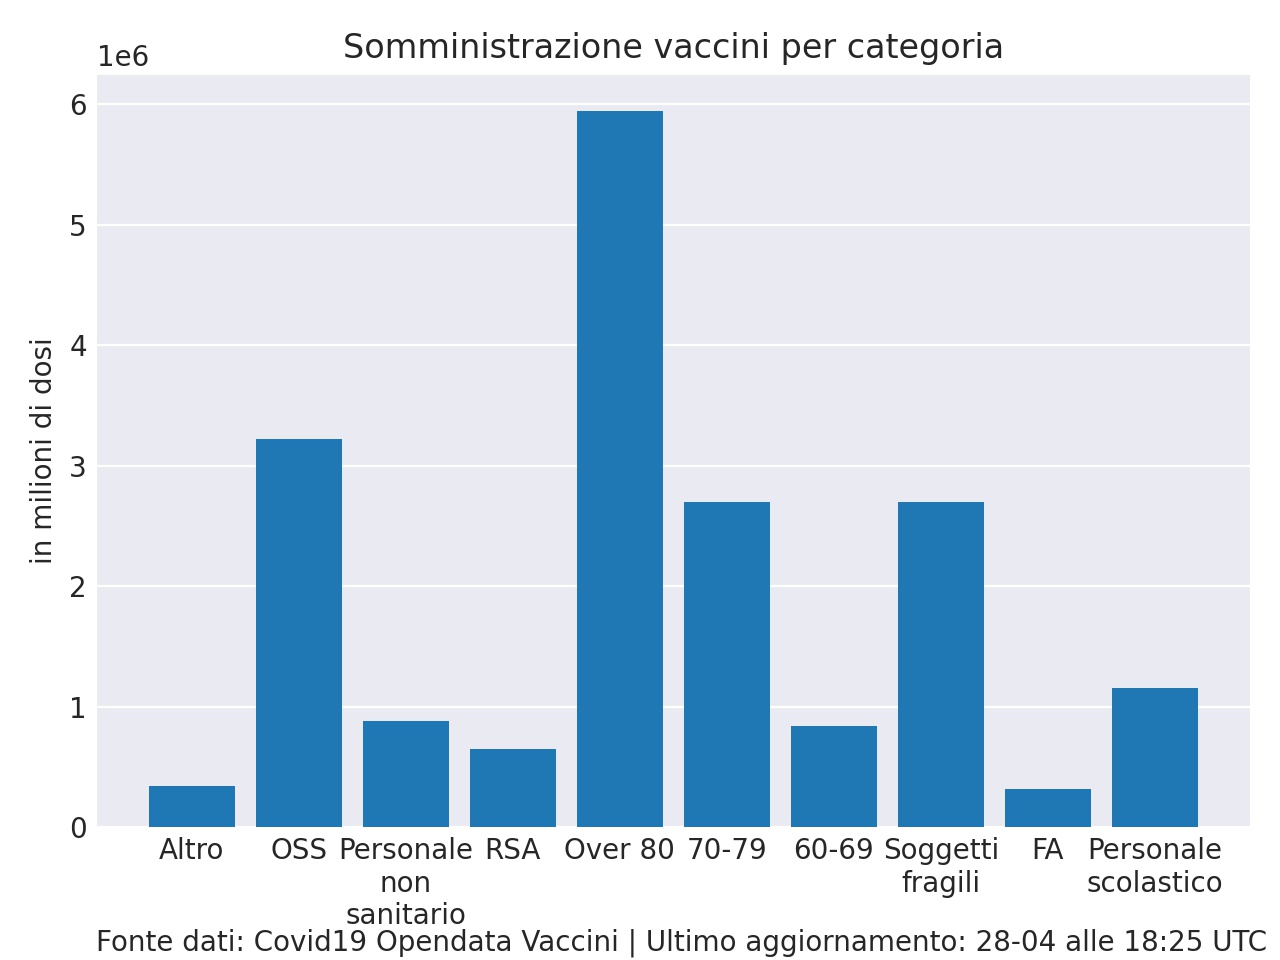 Somministrazione vaccini per categoria
1e6
6
5
4
3
2
1
0
in milioni di dosi
Altro OSS Personale RSA Over 80 70-79 60-69 Soggetti FA Personale
non fragili scolastico
sanitario
Fonte dati: Covid19 Opendata Vaccini | Ultimo aggiornamento: 28-04 alle 18:25 UTC